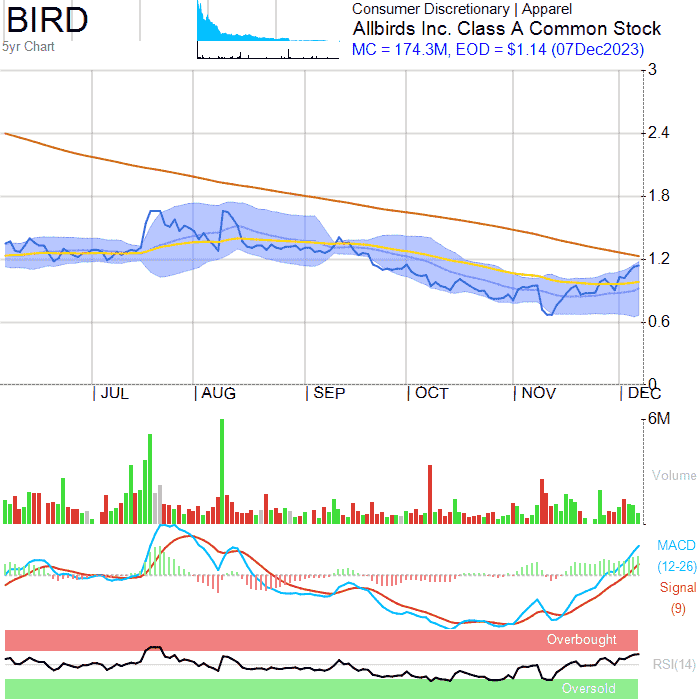 BIRD
5yr Chart
Consumer Discretionary | Apparel
Allbirds Inc. Class A Common Stock
MC = 174.3M, EOD = $1.14 (07Dec2023)
3
2.4
1.8
1.2
0.6
0
JUL AUG SEP OCT NOV DEC
6M
Volume
MACD
(12-26)
Signal
(9)
Overbought
RSI(14)
Oversold